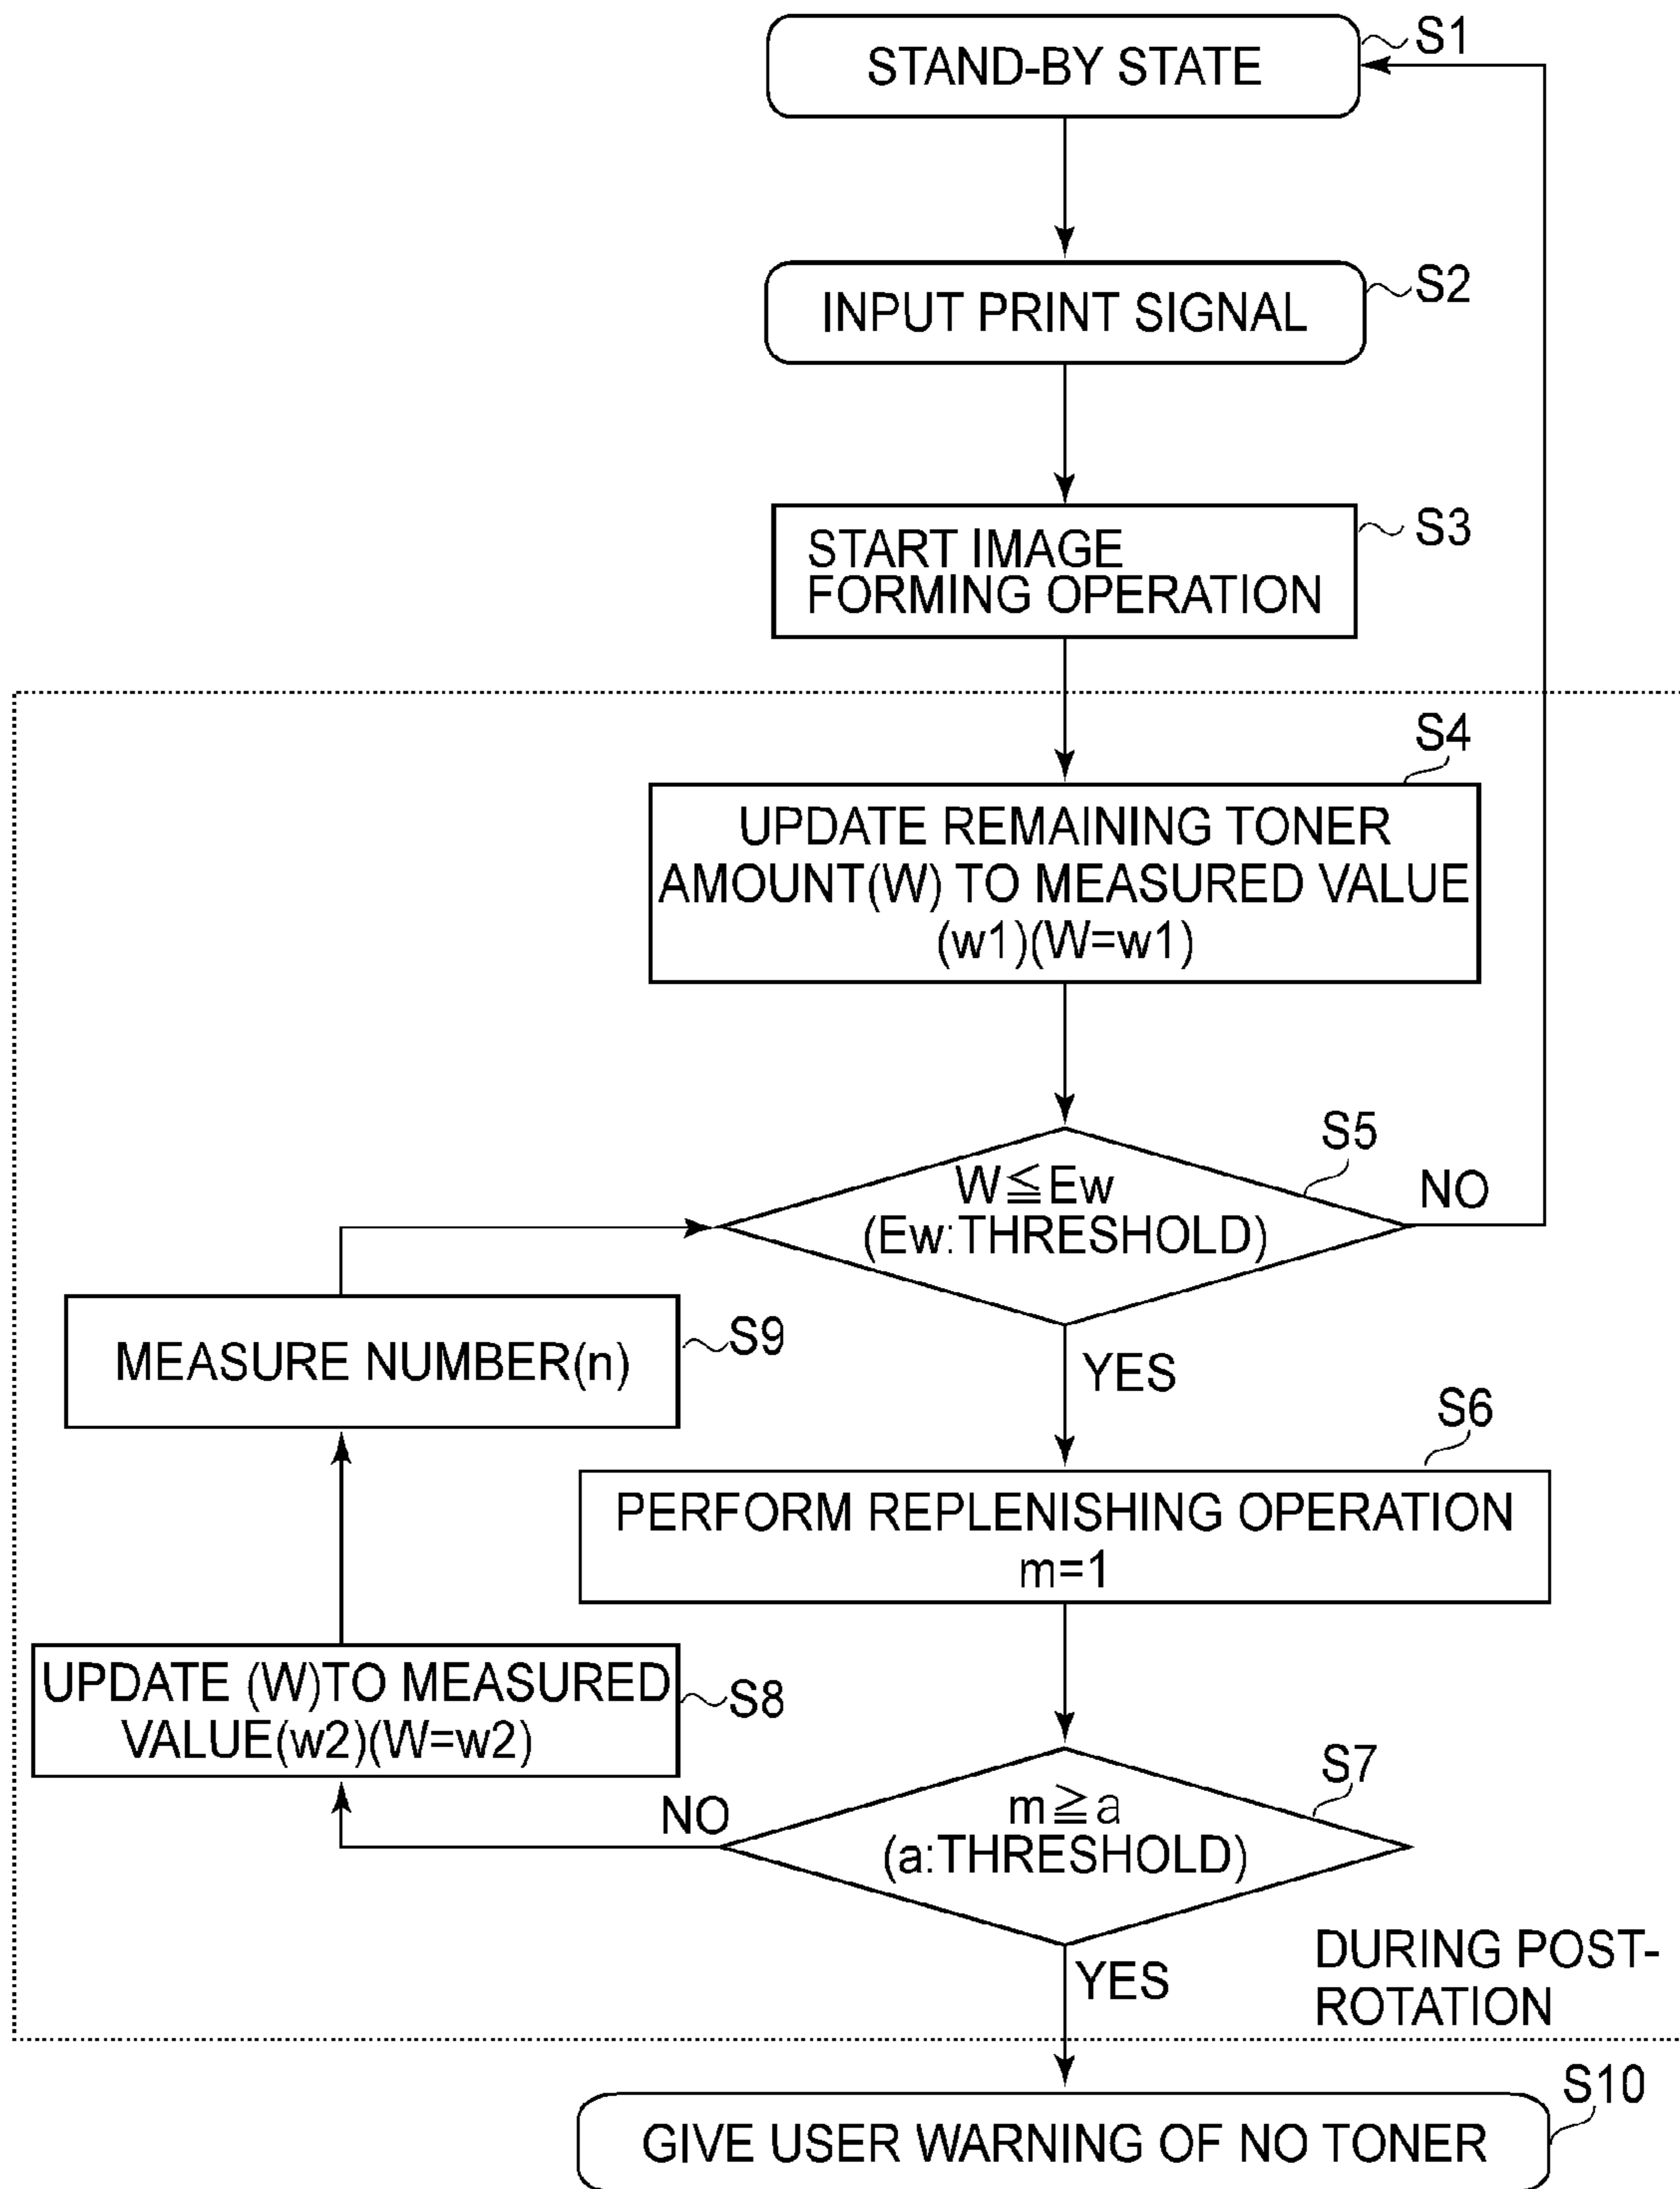 STAND-BY STATE
S1
INPUT PRINT SIGNAL
S2
START IMAGE
FORMING OPERATION
S3
S4
UPDATE REMAINING TONER
AMOUNT(W) TO MEASURED VALUE
(w1)(W=w1)
S5
W≦Ew
(Ew:THRESHOLD)
NO
YES
MEASURE NUMBER(n)
S9
S6
PERFORM REPLENISHING OPERATION
m=1
UPDATE (W)TO MEASURED
VALUE(w2)(W=w2)
S8
S7
m≧a
(a:THRESHOLD)
NO
YES
DURING POST-
ROTATION
S10
GIVE USER WARNING OF NO TONER